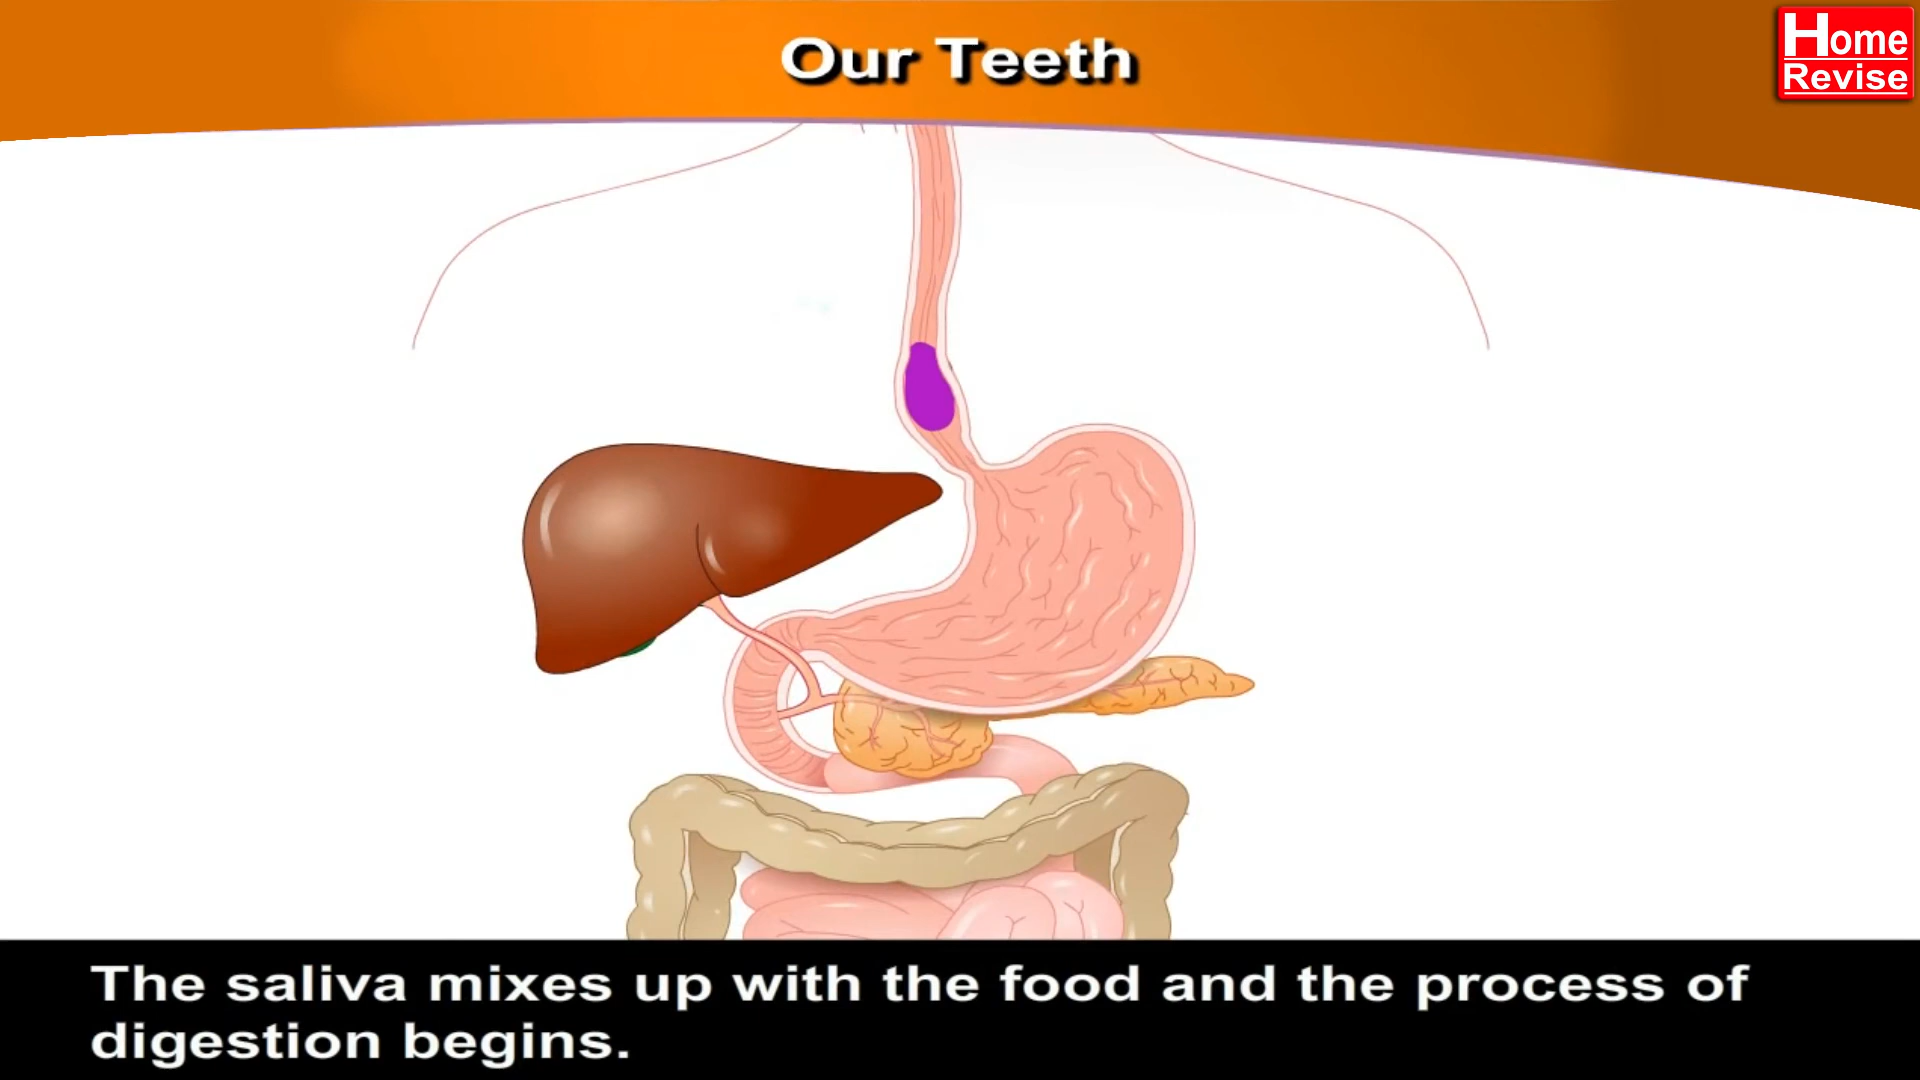 Our Teeth
Home
Revise
The saliva mixes up with the food and the process of
digestion begins.